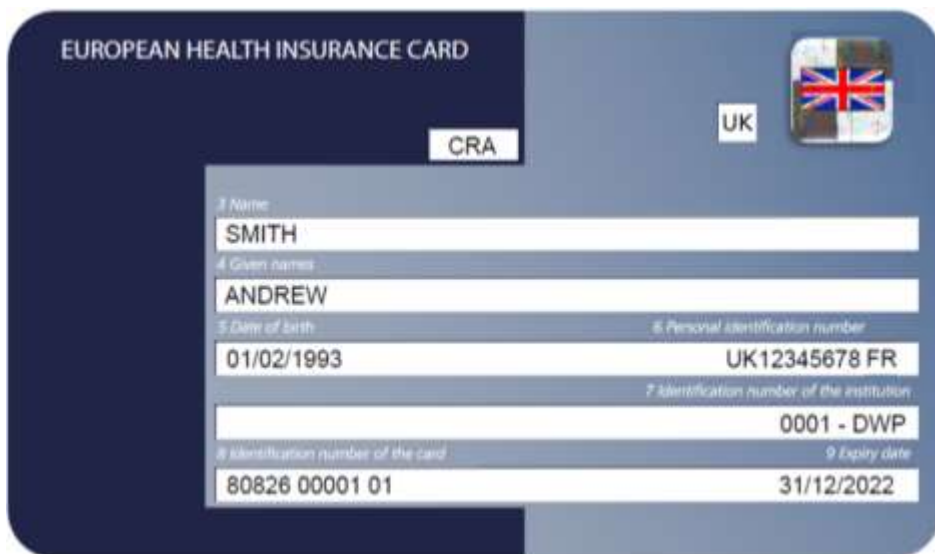 EUROPEAN HEALTH INSURANCE CARD
UK
CRA
3 Name
SMITH
4 Given names
ANDREW
5 Date of birth 6 Personal identification number
01/02/1993 UK12345678 FR
7 Identification number of the institution
0001 - DWP
8 Identification number of the card 9 Expiry date
80826 00001 01 31/12/2022